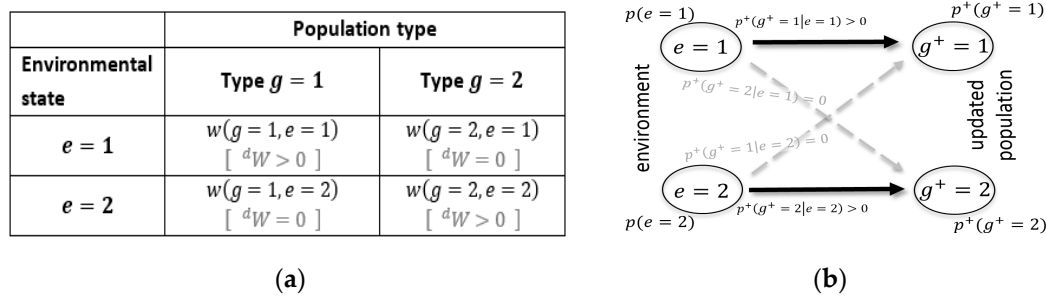 Population type
Environmental state
Type g = 1
Type g = 2
e = 1
w(g = 1, e = 1)
[ ᵈW > 0 ]
w(g = 2, e = 1)
[ ᵈW = 0 ]
e = 2
w(g = 1, e = 2)
[ ᵈW = 0 ]
w(g = 2, e = 2)
[ ᵈW > 0 ]
(a)
p(e = 1)
p⁺(g⁺ = 1|e = 1) > 0
p⁺(g⁺ = 1)
e = 1
g⁺ = 1
p⁺(g⁺ = 2|e = 1) = 0
environment
updated
population
p⁺(g⁺ = 1|e = 2) = 0
e = 2
g⁺ = 2
p⁺(g⁺ = 2|e = 2) > 0
p(e = 2)
p⁺(g⁺ = 2)
(b)